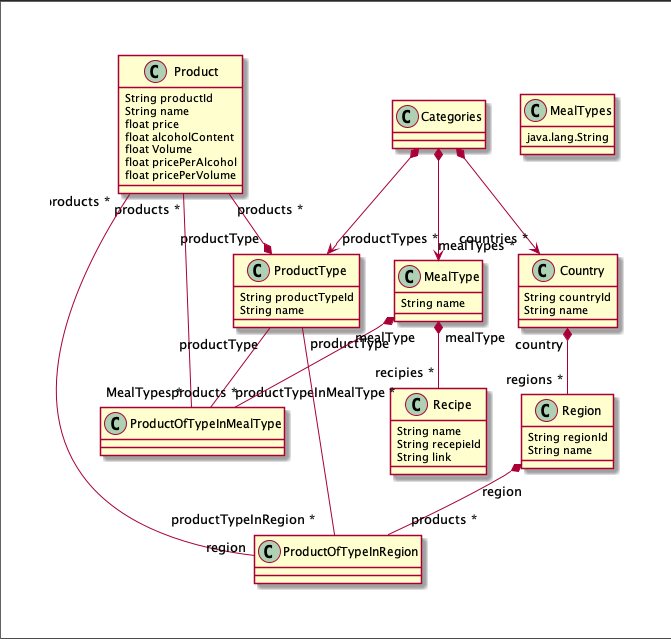 C Product
String productId
String name
float price
float alcoholContent
float Volume
float pricePerAlcohol
float pricePerVolume
C Categories
C MealTypes
java.lang.String
products *
products *
products *
productType
productTypes *
mealTypes *
countries *
C ProductType
String productTypeId
String name
C MealType
String name
C Country
String countryId
String name
productType
productType
mealType
mealType
country
recipies *
regions *
MealTypes *
products *
productTypeInMealType *
C ProductOfTypeInMealType
C Recipe
String name
String recepieId
String link
C Region
String regionId
String name
region
productTypeInRegion *
products *
region
C ProductOfTypeInRegion